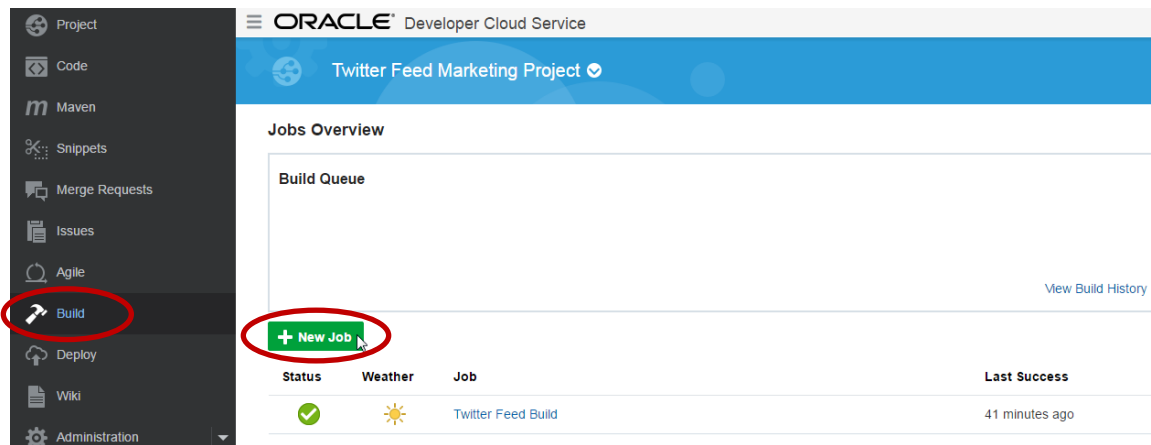 Project
Code
Maven
Snippets
Merge Requests
Issues
Agile
Build
Deploy
Wiki
Administration
ORACLE® Developer Cloud Service
Twitter Feed Marketing Project
Jobs Overview
Build Queue
View Build History
New Job
Status Weather Job Last Success
Twitter Feed Build 41 minutes ago